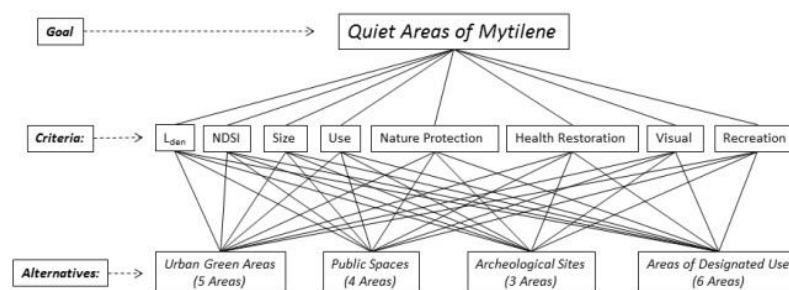 Goal
Quiet Areas of Mytilene
Criteria:
Lden
NDSI
Size
Use
Nature Protection
Health Restoration
Visual
Recreation
Alternatives:
Urban Green Areas
(5 Areas)
Public Spaces
(4 Areas)
Archeological Sites
(3 Areas)
Areas of Designated Use
(6 Areas)